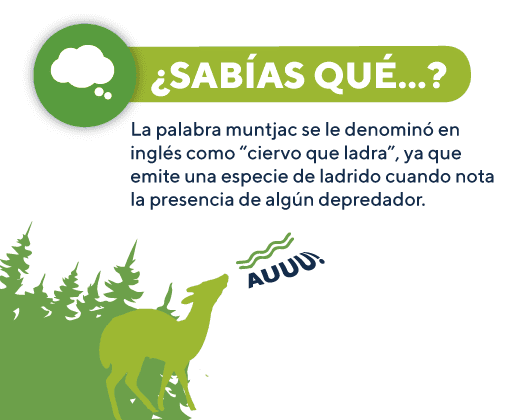 ¿SABÍAS QUÉ...?
La palabra muntjac se le denominó en
inglés como “ciervo que ladra”, ya que
emite una especie de ladrido cuando nota
la presencia de algún depredador.
AUUU!